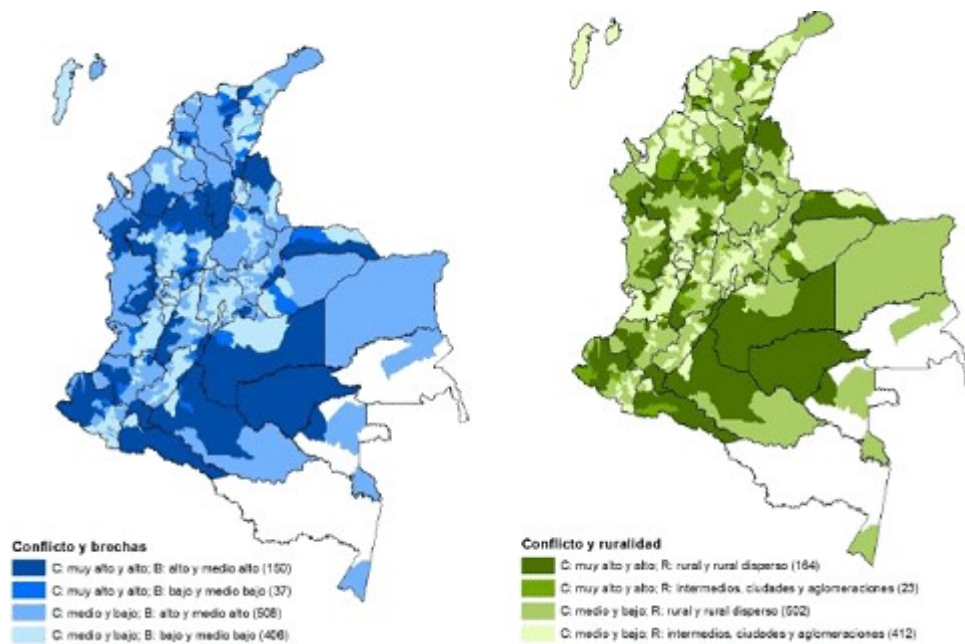 Conflicto y brechas
C: muy alto y alto; B: alto y medio alto (150)
C: muy alto y alto; B: bajo y medio bajo (37)
C: medio y bajo; B: alto y medio alto (508)
C: medio y bajo; B: bajo y medio bajo (406)
Conflicto y ruralidad
C: muy alto y alto; R: rural y rural disperso (164)
C: muy alto y alto; R: intermedios, ciudades y aglomeraciones (23)
C: medio y bajo; R: rural y rural disperso (502)
C: medio y bajo; R: intermedios, ciudades y aglomeraciones (412)